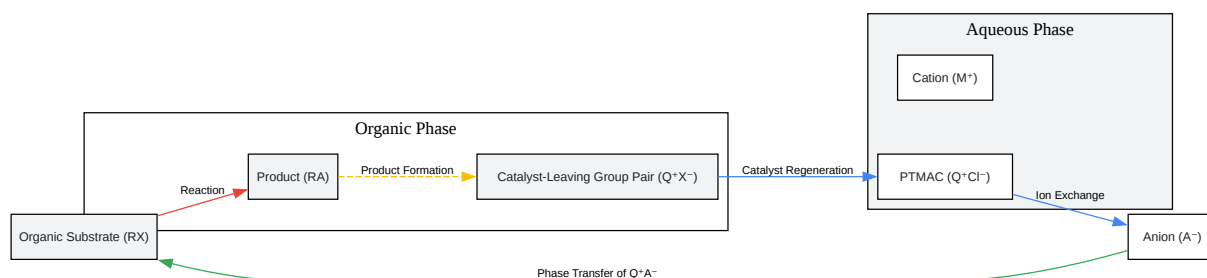 Aqueous Phase
Cation (M⁺)
Organic Phase
Product (RA)
Product Formation
Catalyst-Leaving Group Pair (Q⁺X⁻)
Catalyst Regeneration
PTMAC (Q⁺Cl⁻)
Reaction
Ion Exchange
Organic Substrate (RX)
Anion (A⁻)
Phase Transfer of Q⁺A⁻